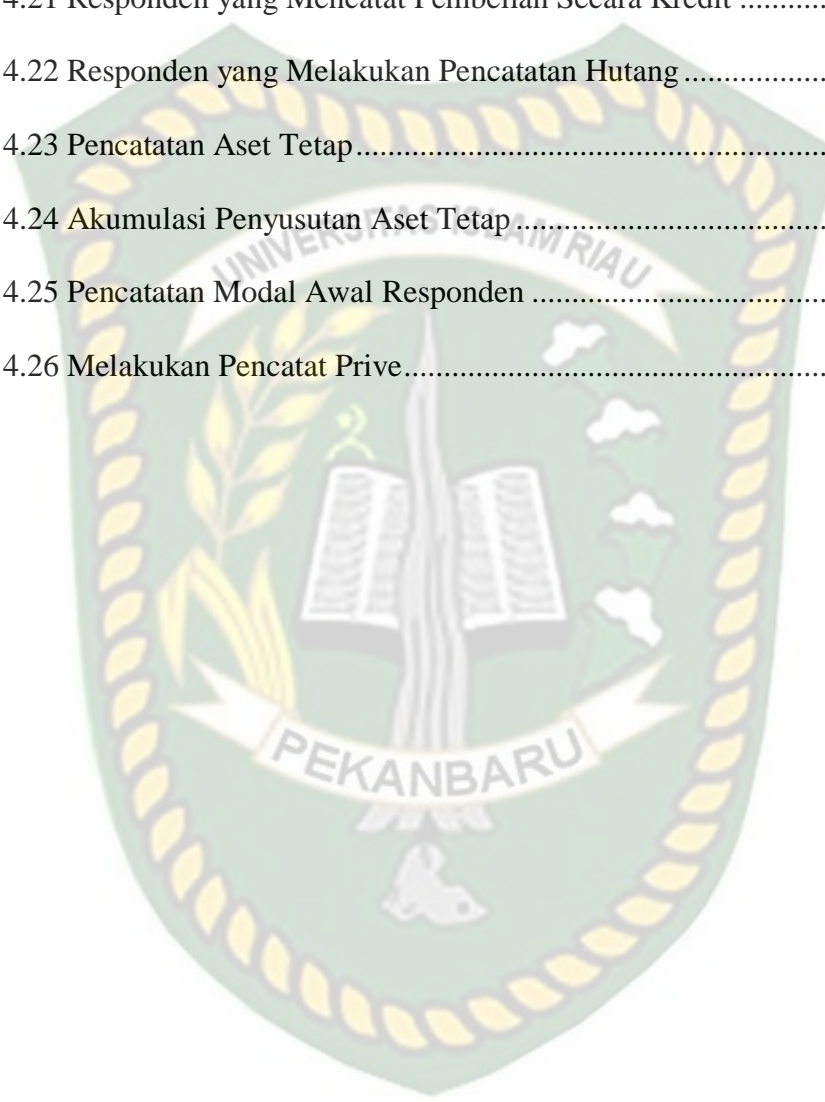 4.21 Responden yang Mencatat Pembelian Secara Kredit ..........
4.22 Responden yang Melakukan Pencatatan Hutang .................
4.23 Pencatatan Aset Tetap.........................................................
4.24 Akumulasi Penyusutan Aset Tetap .....................................
4.25 Pencatatan Modal Awal Responden ...................................
4.26 Melakukan Pencatat Prive...................................................
UNIVERSITAS ISLAM RIAU
PEKANBARU